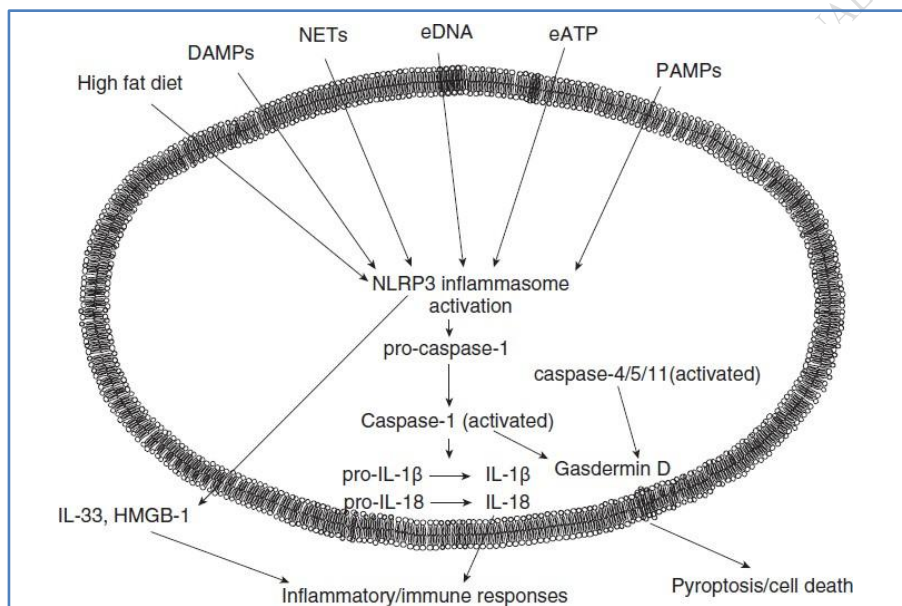 NETs
eDNA
eATP
DAMPs
PAMPs
High fat diet
NLRP3 inflammasome
activation
pro-caspase-1
caspase-4/5/11(activated)
Caspase-1 (activated)
Gasdermin D
pro-IL-1β IL-1β
pro-IL-18 IL-18
IL-33, HMGB-1
Inflammatory/immune responses
Pyroptosis/cell death